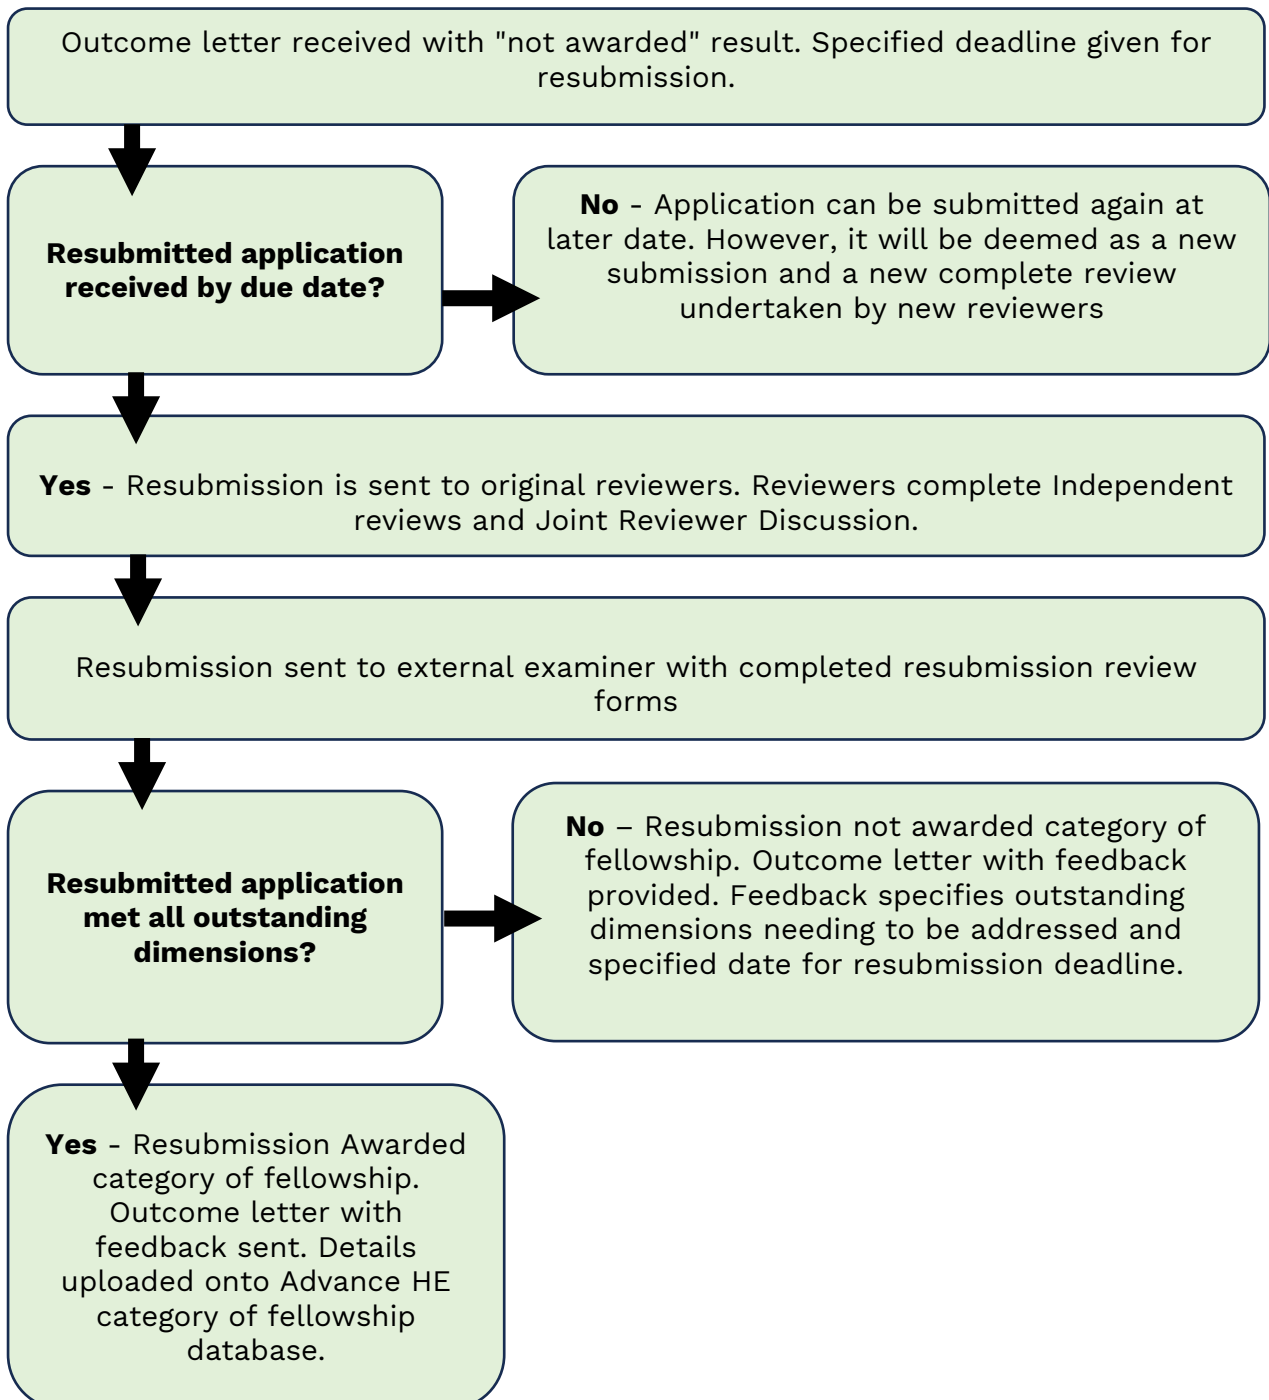 Outcome letter received with "not awarded" result. Specified deadline given for
resubmission.
Resubmitted application
received by due date?
No - Application can be submitted again at
later date. However, it will be deemed as a new
submission and a new complete review
undertaken by new reviewers
Yes - Resubmission is sent to original reviewers. Reviewers complete Independent
reviews and Joint Reviewer Discussion.
Resubmission sent to external examiner with completed resubmission review
forms
Resubmitted application
met all outstanding
dimensions?
No – Resubmission not awarded category of
fellowship. Outcome letter with feedback
provided. Feedback specifies outstanding
dimensions needing to be addressed and
specified date for resubmission deadline.
Yes - Resubmission Awarded
category of fellowship.
Outcome letter with
feedback sent. Details
uploaded onto Advance HE
category of fellowship
database.